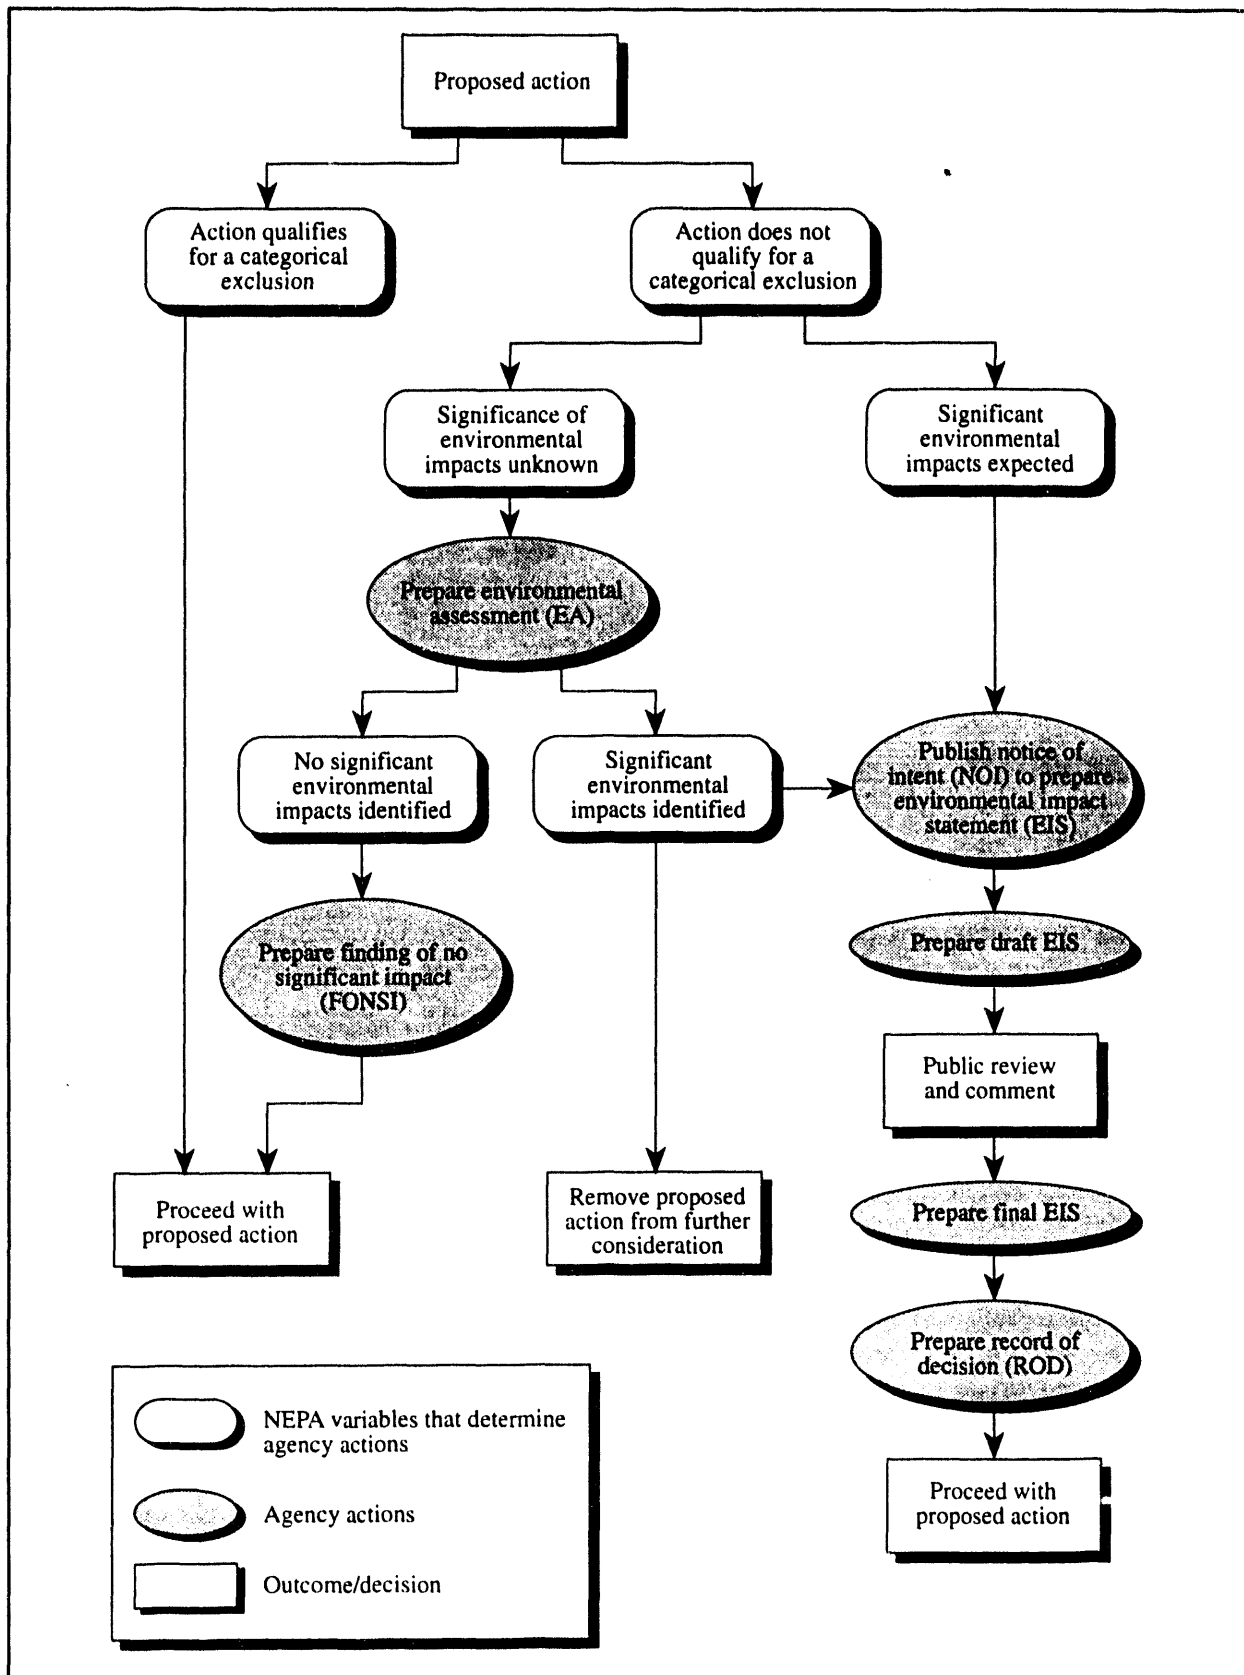 Proposed action
Action qualifies
for a categorical
exclusion
Action does not
qualify for a
categorical exclusion
Significance of
environmental
impacts unknown
Significant
environmental
impacts expected
Prepare environmental
assessment (EA)
No significant
environmental
impacts identified
Significant
environmental
impacts identified
Publish notice of
intent (NOI) to prepare
environmental impact
statement (EIS)
Prepare draft EIS
Prepare finding of no
significant impact
(FONSI)
Public review
and comment
Proceed with
proposed action
Remove proposed
action from further
consideration
Prepare final EIS
Prepare record of
decision (ROD)
Proceed with
proposed action
NEPA variables that determine
agency actions
Agency actions
Outcome/decision